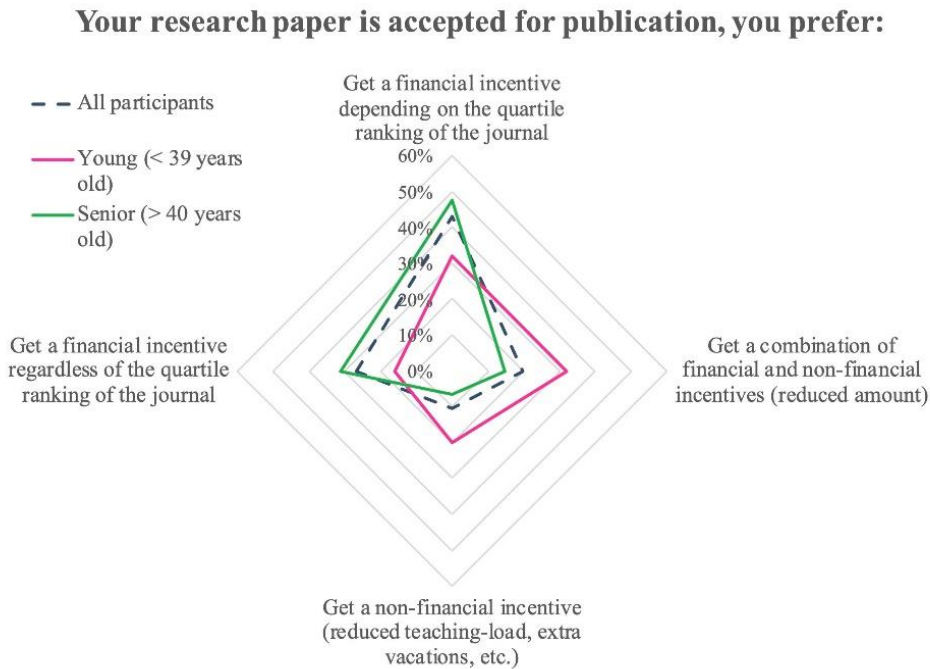 Your research paper is accepted for publication, you prefer:
All participants
Young (< 39 years
old)
Senior (> 40 years
old)
Get a financial incentive
depending on the quartile
ranking of the journal
60%
50%
40%
30%
20%
10%
0%
Get a financial incentive
regardless of the quartile
ranking of the journal
Get a combination of
financial and non-financial
incentives (reduced amount)
Get a non-financial incentive
(reduced teaching-load, extra
vacations, etc.)